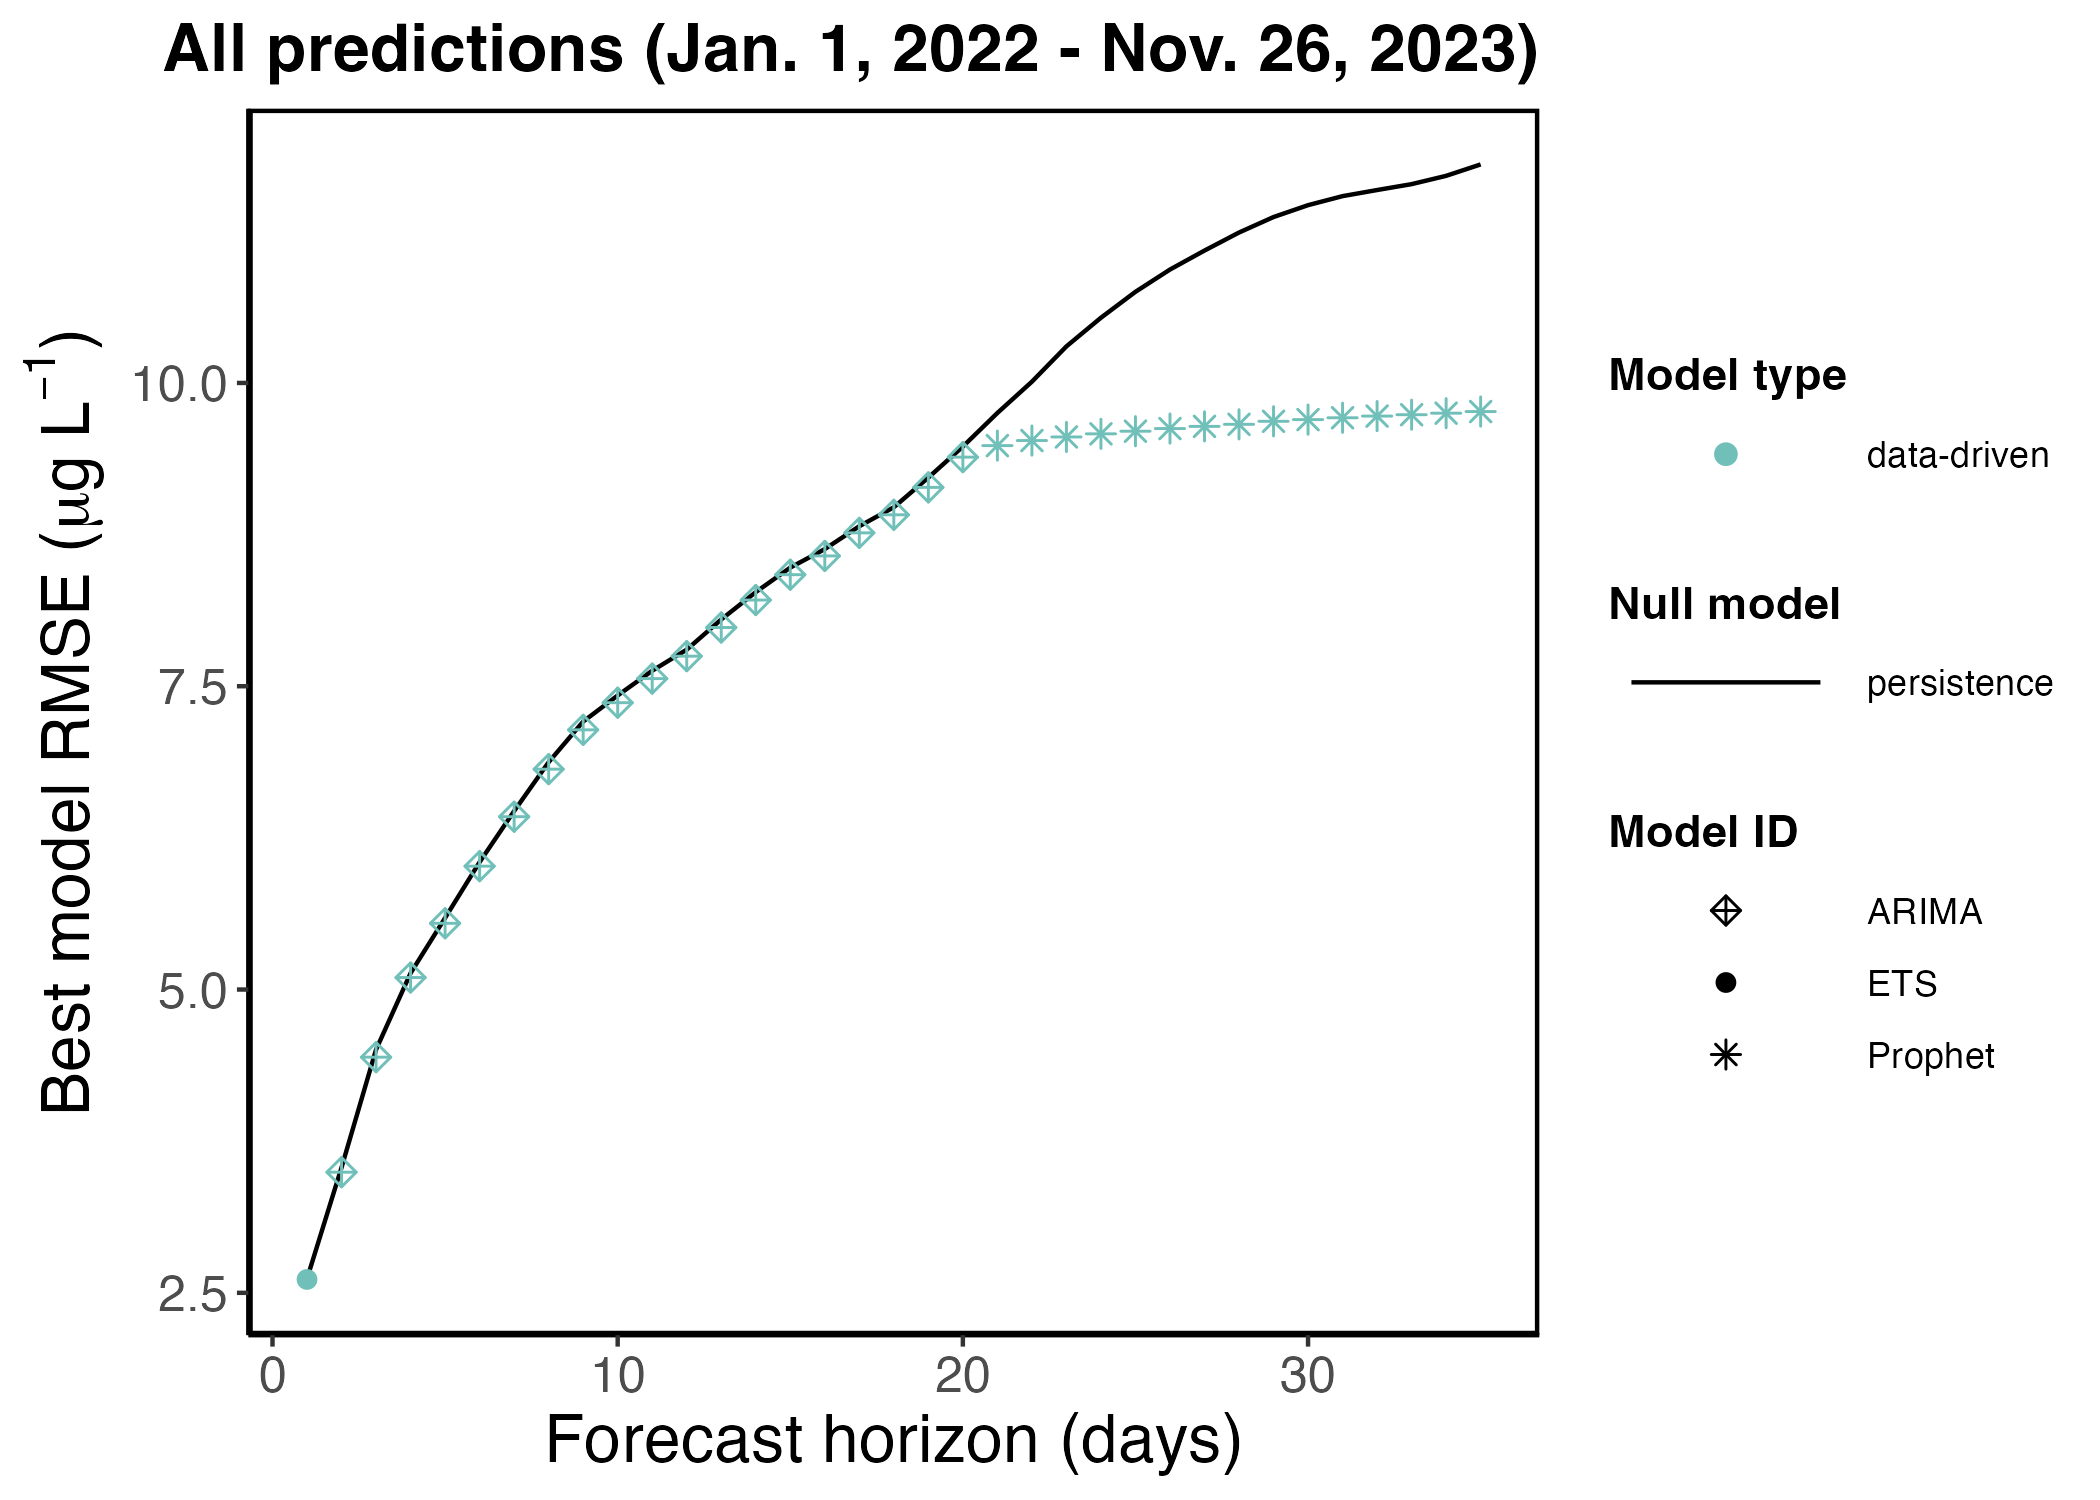 All predictions (Jan. 1, 2022 - Nov. 26, 2023)
Best model RMSE (μg L⁻¹)
10.0
7.5
5.0
2.5
0 10 20 30
Forecast horizon (days)
Model type
data-driven
Null model
persistence
Model ID
ARIMA
ETS
Prophet